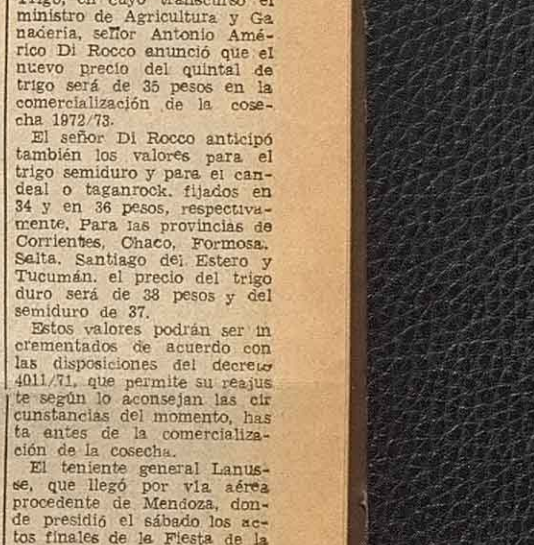 Trigo, en cuyo transcurso el
ministro de Agricultura y Ga
nadería, señor Antonio Amé-
rico Di Rocco anunció que el
nuevo precio del quintal de
trigo será de 35 pesos en la
comercialización de la cose-
cha 1972/73.
El señor Di Rocco anticipó
también los valores para el
trigo semiduro y para el can-
deal o taganrock. fijados en
34 y en 36 pesos, respectiva-
mente. Para las provincias de
Corrientes, Chaco, Formosa.
Salta. Santiago del Estero y
Tucumán. el precio del trigo
duro será de 38 pesos y del
semiduro de 37.
Estos valores podrán ser in
crementados de acuerdo con
las disposiciones del decreto
4011/71, que permite su reajus
te según lo aconsejan las cir
cunstancias del momento, has
ta antes de la comercializa-
ción de la cosecha.
El teniente general Lanus-
se, que llegó por vía aérea
procedente de Mendoza, don-
de presidió el sábado los ac-
tos finales de la Fiesta de la